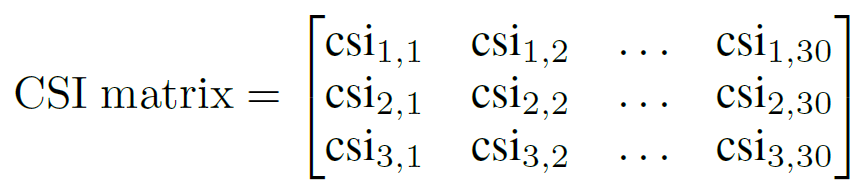 csi1,1 csi1,2 ... csi1,30
CSI matrix = csi2,1 csi2,2 ... csi2,30
csi3,1 csi3,2 ... csi3,30